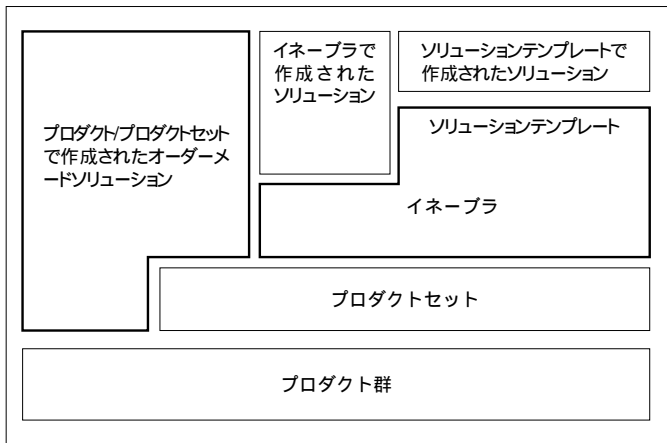 プロダクト/プロダクトセット
で作成されたオーダーメ
ードソリューション
イネーブラで
作成された
ソリューション
ソリューションテンプレートで
作成されたソリューション
ソリューションテンプレート
イネーブラ
プロダクトセット
プロダクト群